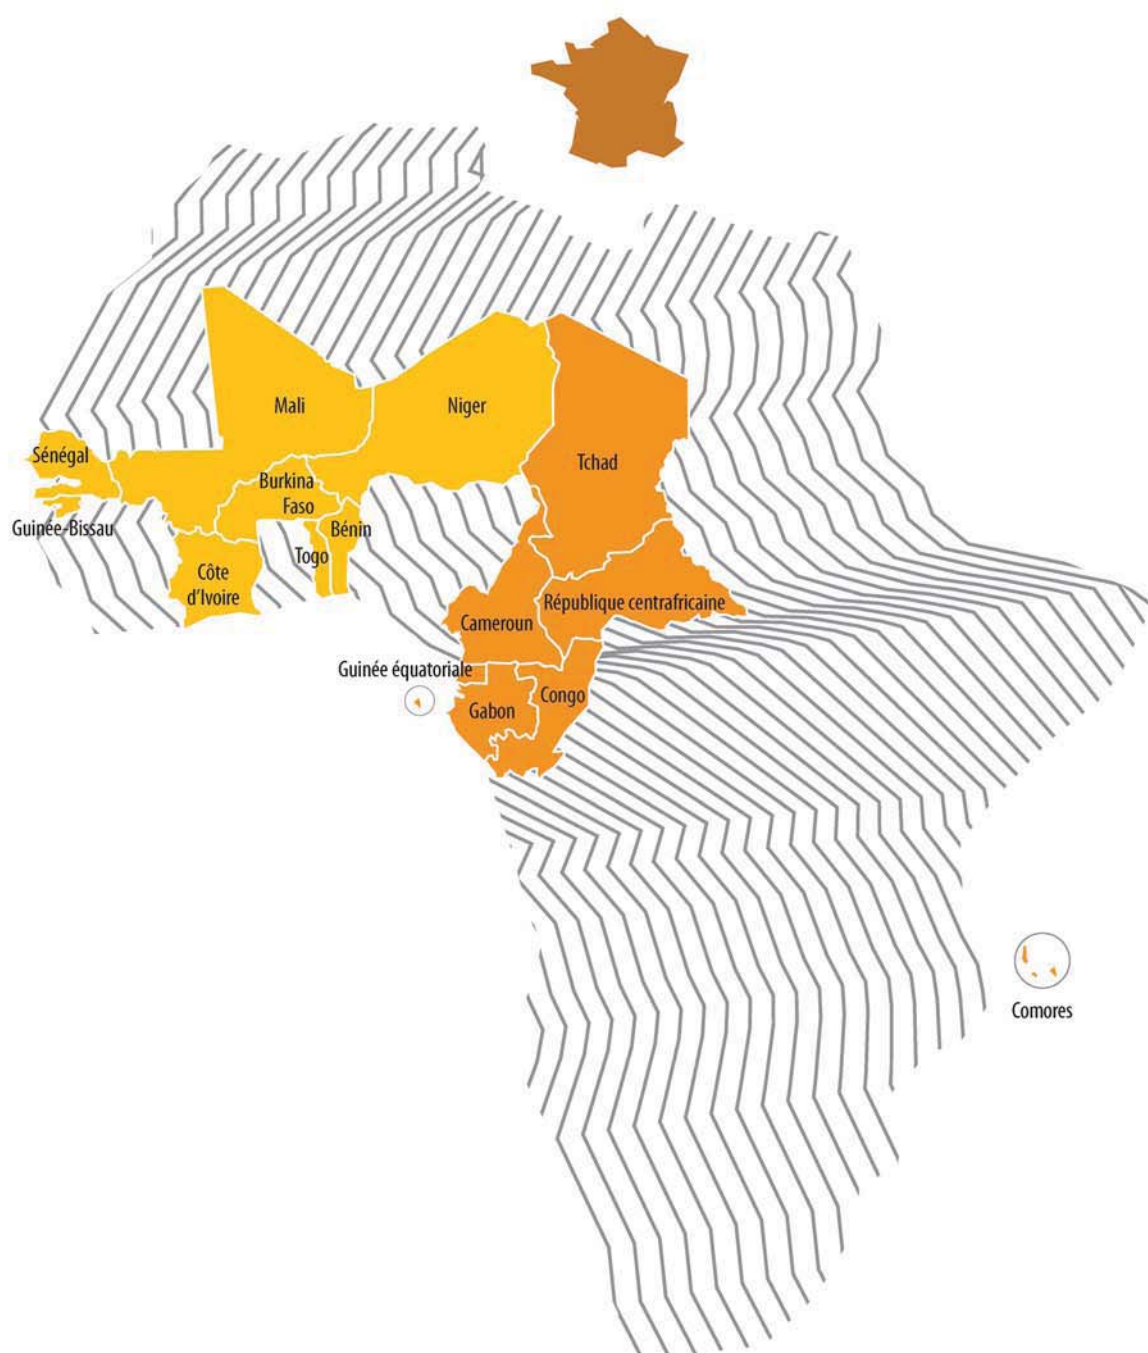 Mali
Niger
Sénégal
Tchad
Burkina
Faso
Guinée-Bissau
Bénin
Togo
Côte
d'Ivoire
République centrafricaine
Cameroun
Guinée équatoriale
Congo
Gabon
Comores